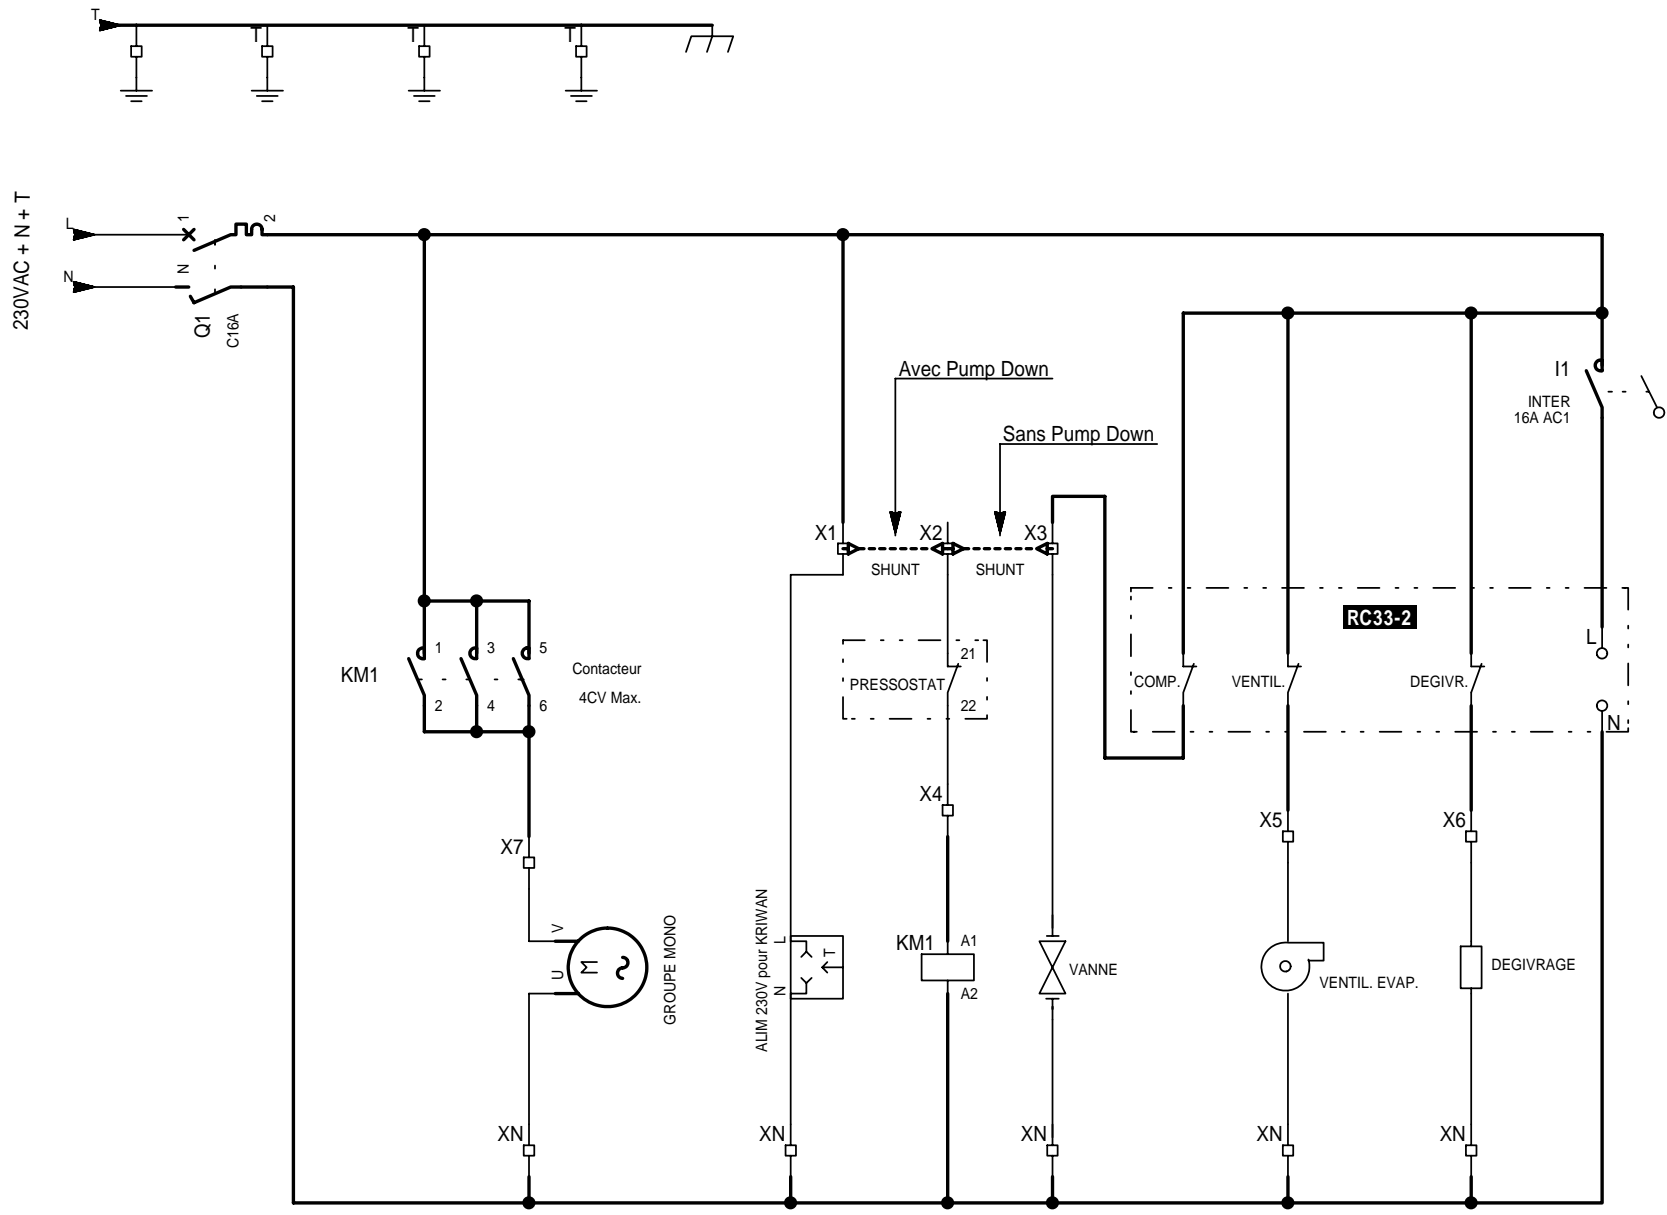 T
T
T
T
230VAC + N + T
L
1
2
N
N
Q1
C16A
Avec Pump Down
I1
INTER
16A AC1
Sans Pump Down
X1
X2
X3
SHUNT
SHUNT
RC33-2
L
KM1
1
3
5
2
4
6
Contacteur
4CV Max.
21
PRESSOSTAT
22
COMP.
VENTIL.
DEGIVR.
N
X4
X5
X6
X7
V
U
M
GROUPE MONO
ALIM 230V pour KRIWAN
L
N
T
KM1
A1
A2
VANNE
VENTIL. EVAP.
DEGIVRAGE
XN
XN
XN
XN
XN